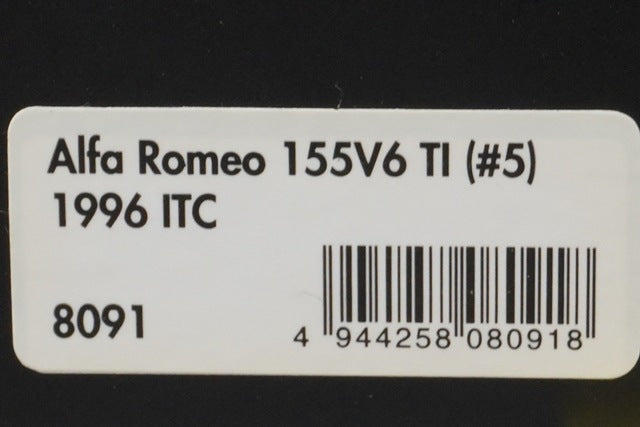 Alfa Romeo 155V6 TI (#5)
1996 ITC
8091
4 944258 080918